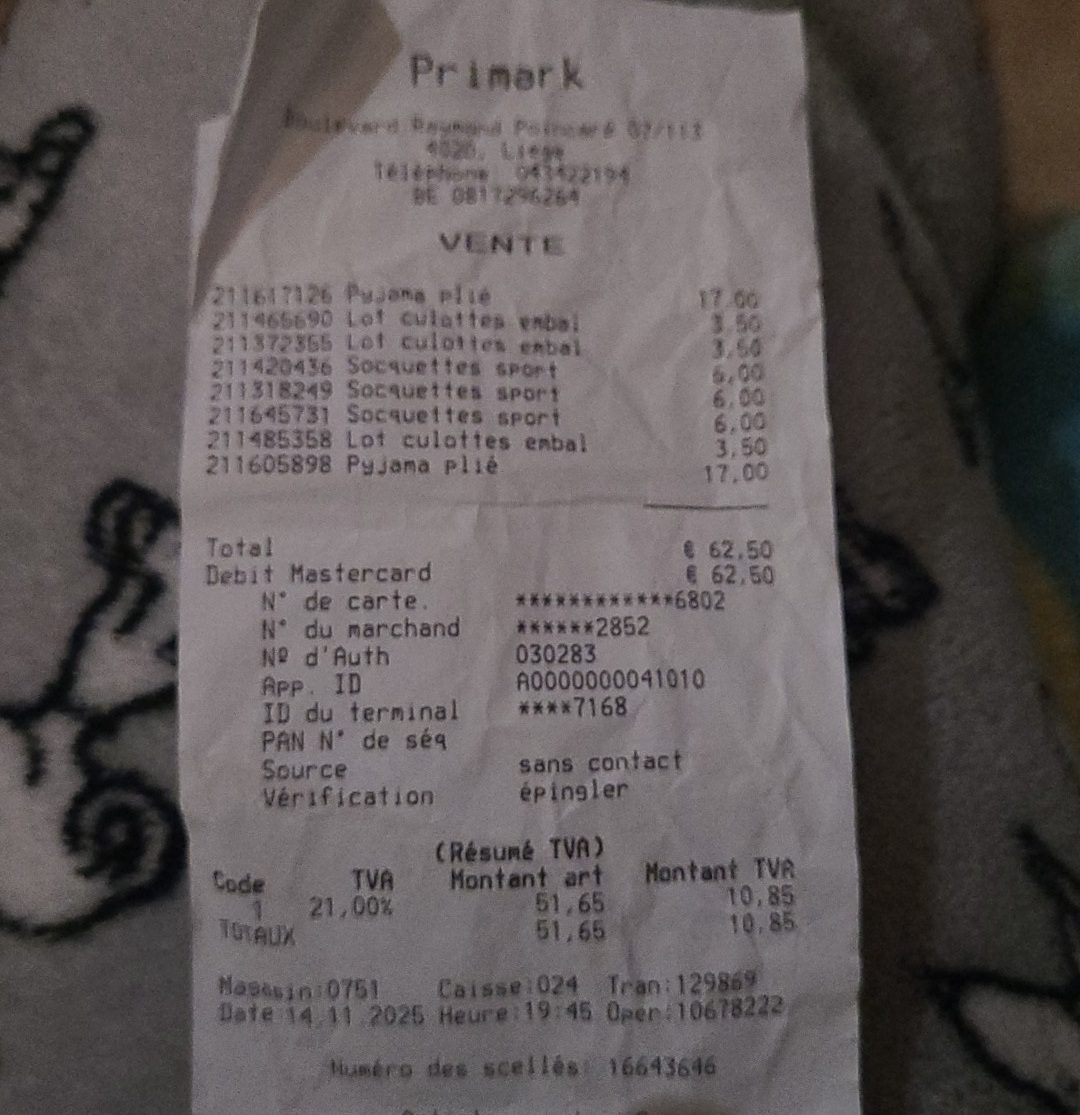 Primark
Boulevard Raymond Poincaré 07/113
4020, Liege
Téléphone 043422194
BE 0817296264
VENTE
211617126 Pyjama plié 17,00
211465690 Lot culottes embal 3,50
211372355 Lot culottes embal 3,50
211420436 Socquettes sport 6,00
211318249 Socquettes sport 6,00
211645731 Socquettes sport 6,00
211485358 Lot culottes embal 3,50
211605898 Pyjama plié 17,00
Total € 62,50
Debit Mastercard € 62,50
N° de carte. ************6802
N° du marchand ******2852
Nº d'Auth 030283
App. ID A0000000041010
ID du terminal ****7168
PAN N° de séq
Source sans contact
Vérification épingler
(Résumé TVA)
Code TVA Montant art Montant TVA
1 21,00% 51,65 10,85
TOTAUX 51,65 10,85
Magasin:0751 Caisse:024 Tran:129869
Date 14.11.2025 Heure:19:45 Oper:10678222
Numéro des scellés: 16643646